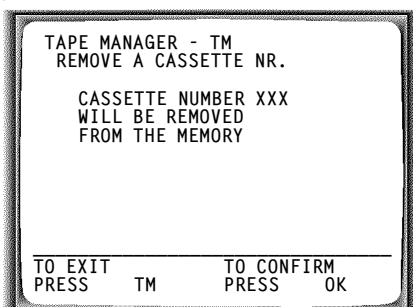 TAPE MANAGER - TM
REMOVE A CASSETTE NR.
CASSETTE NUMBER XXX
WILL BE REMOVED
FROM THE MEMORY
TO EXIT TO CONFIRM
PRESS TM PRESS OK